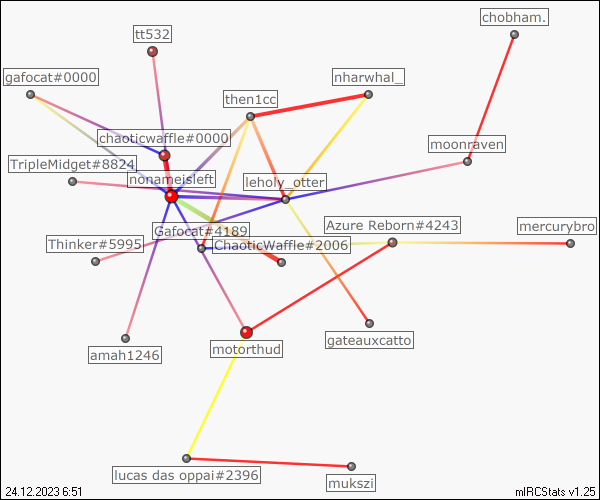 chobham.
tt532
gafocat#0000
nharwhal_
then1cc
chaoticwaffle#0000
moonraven
TripleMidget#8824
nonameisleft
leholy_otter
Azure Reborn#4243
mercurybro
Gafocat#4189
Thinker#5995
ChaoticWaffle#2006
amah1246
motorthud
gateauxcatto
lucas das oppai#2396
mukszi
24.12.2023 6:51
mIRCStats v1.25